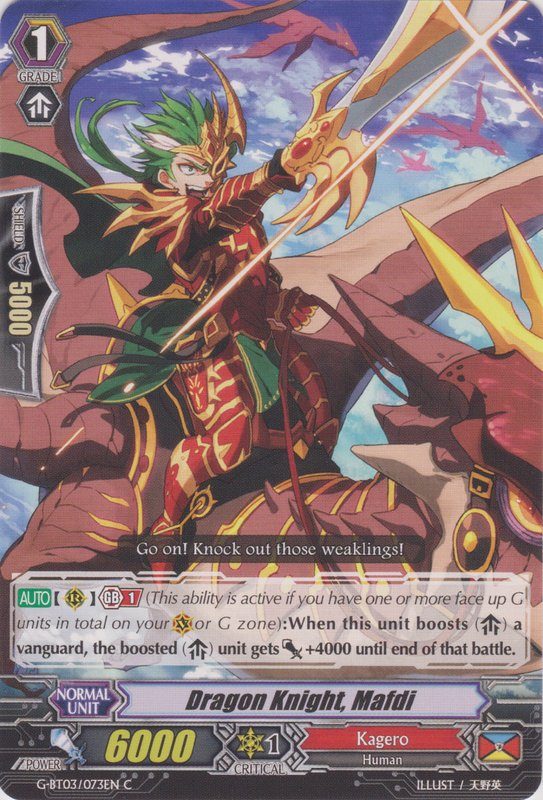 1
GRADE
SHIELD
5000
Go on! Knock out those weaklings!
AUTO [ R ] GB 1 (This ability is active if you have one or more face up G
units in total on your V or G zone):When this unit boosts ( ) a
vanguard, the boosted ( ) unit gets +4000 until end of that battle.
NORMAL
UNIT
Dragon Knight, Mafdi
POWER
6000
1
CRITICAL
Kagero
Human
G-BT03/073EN C
ILLUST / 天野英